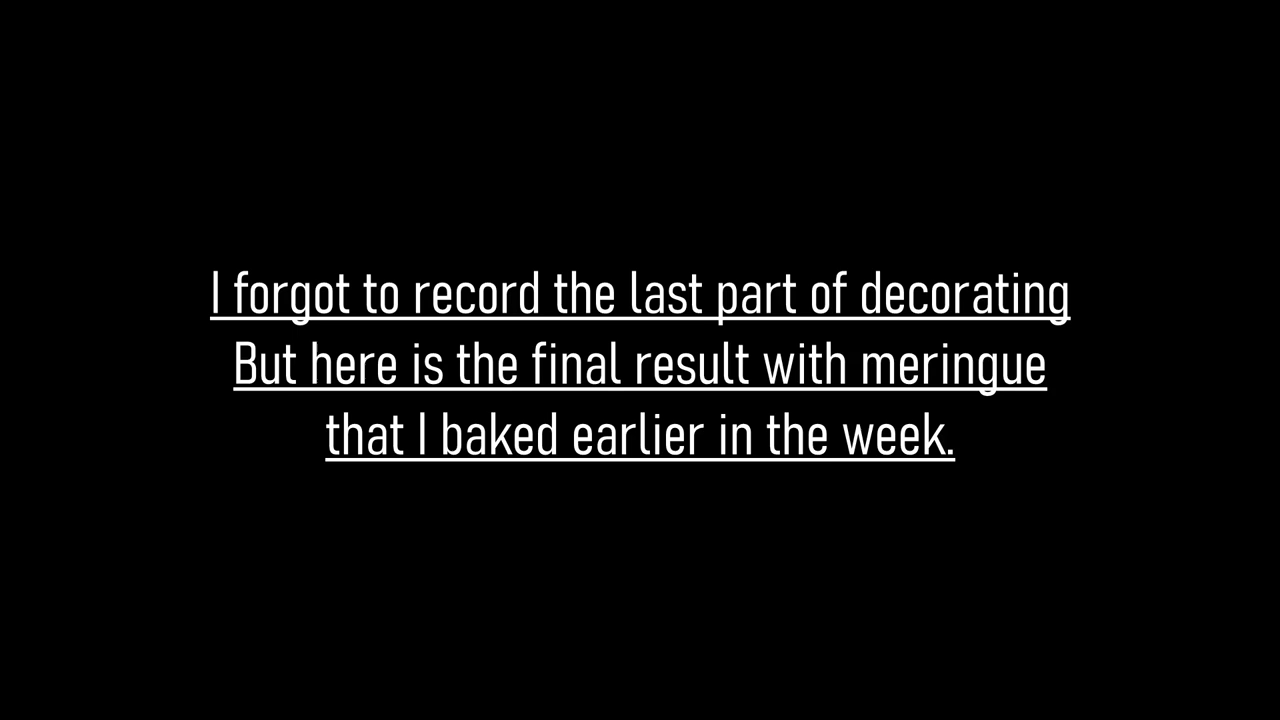 I forgot to record the last part of decorating
But here is the final result with meringue
that I baked earlier in the week.